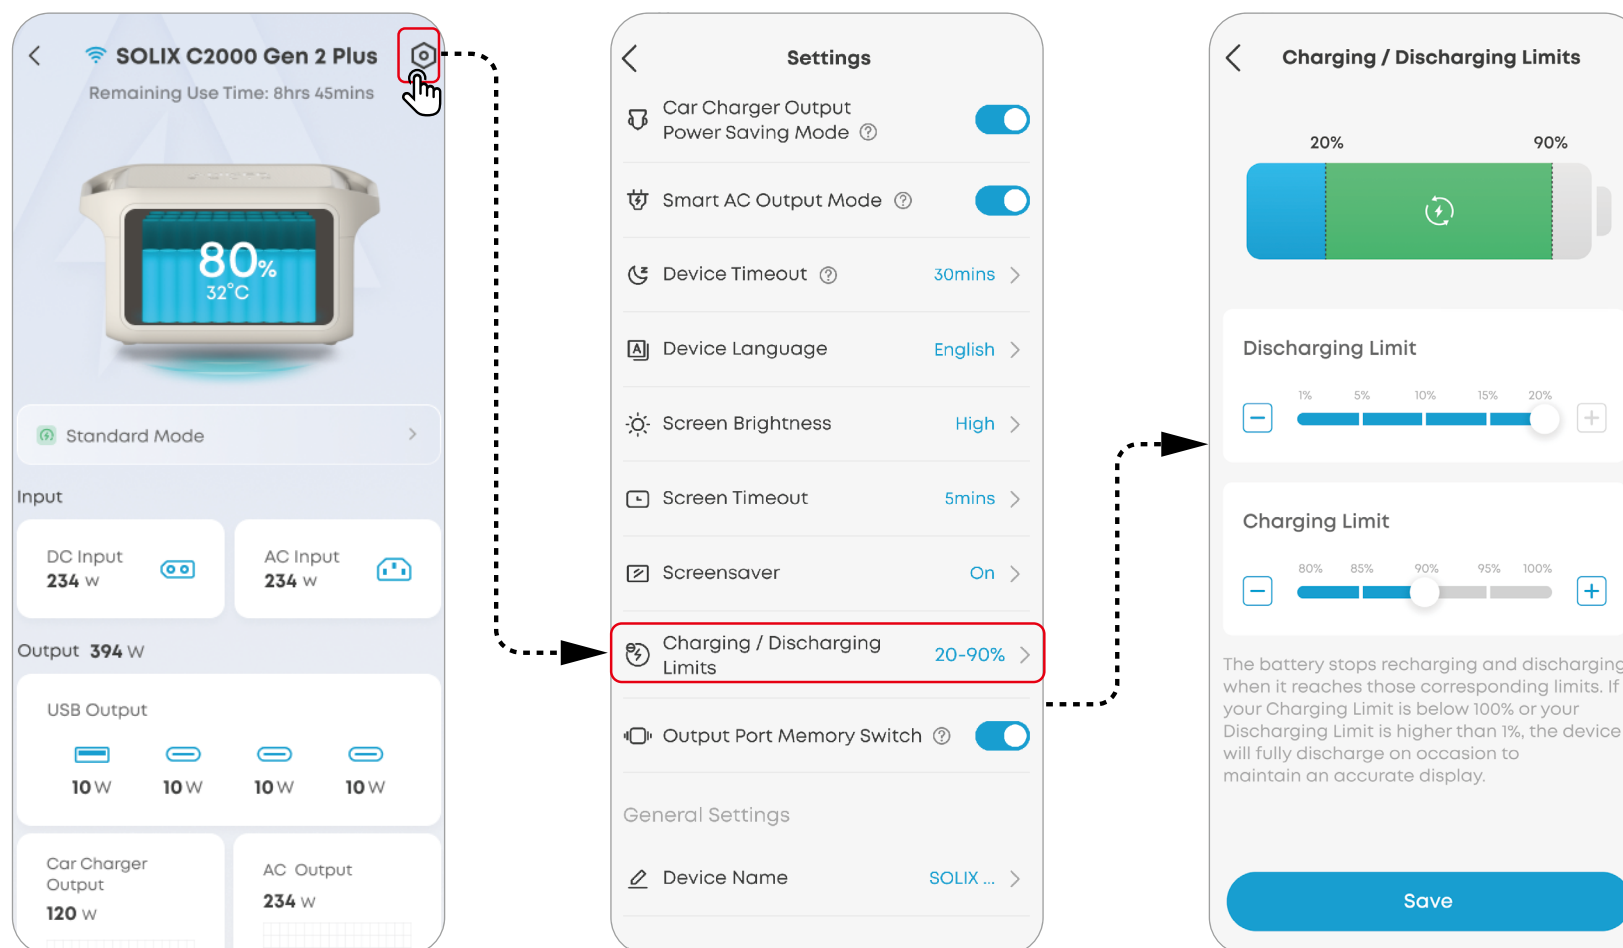 SOLIX C2000 Gen 2 Plus
Remaining Use Time: 8hrs 45mins
80%
32°C
Standard Mode
Input
DC Input
234 W
AC Input
234 W
Output 394 W
USB Output
10 W 10 W 10 W 10 W
Car Charger
Output
120 W
AC Output
234 W
Settings
Car Charger Output
Power Saving Mode ?
Smart AC Output Mode ?
Device Timeout ? 30mins
Device Language English
Screen Brightness High
Screen Timeout 5mins
Screensaver On
Charging / Discharging
Limits
20-90%
Output Port Memory Switch ?
General Settings
Device Name SOLIX ...
Charging / Discharging Limits
20% 90%
Discharging Limit
1% 5% 10% 15% 20%
Charging Limit
80% 85% 90% 95% 100%
The battery stops recharging and discharging
when it reaches those corresponding limits. If
your Charging Limit is below 100% or your
Discharging Limit is higher than 1%, the device
will fully discharge on occasion to
maintain an accurate display.
Save